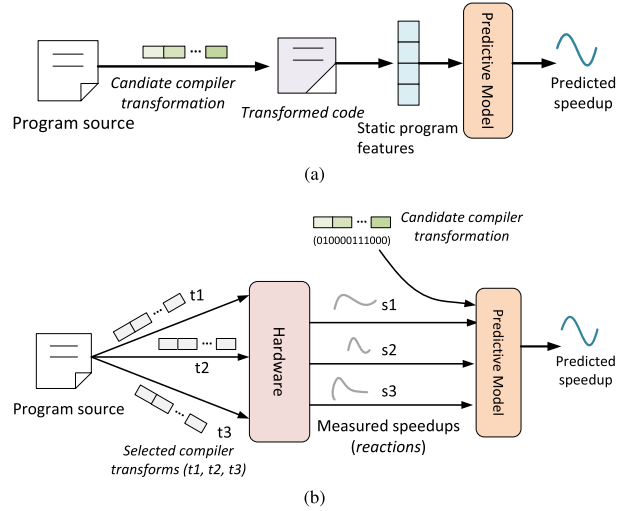 Candiate compiler
transformation
Program source
Transformed code
Static program
features
Predictive Model
Predicted
speedup
(a)
Candidate compiler
transformation
(010000111000)
t1
t2
t3
Program source
Selected compiler
transforms (t1, t2, t3)
Hardware
s1
s2
s3
Measured speedups
(reactions)
Predictive Model
Predicted
speedup
(b)